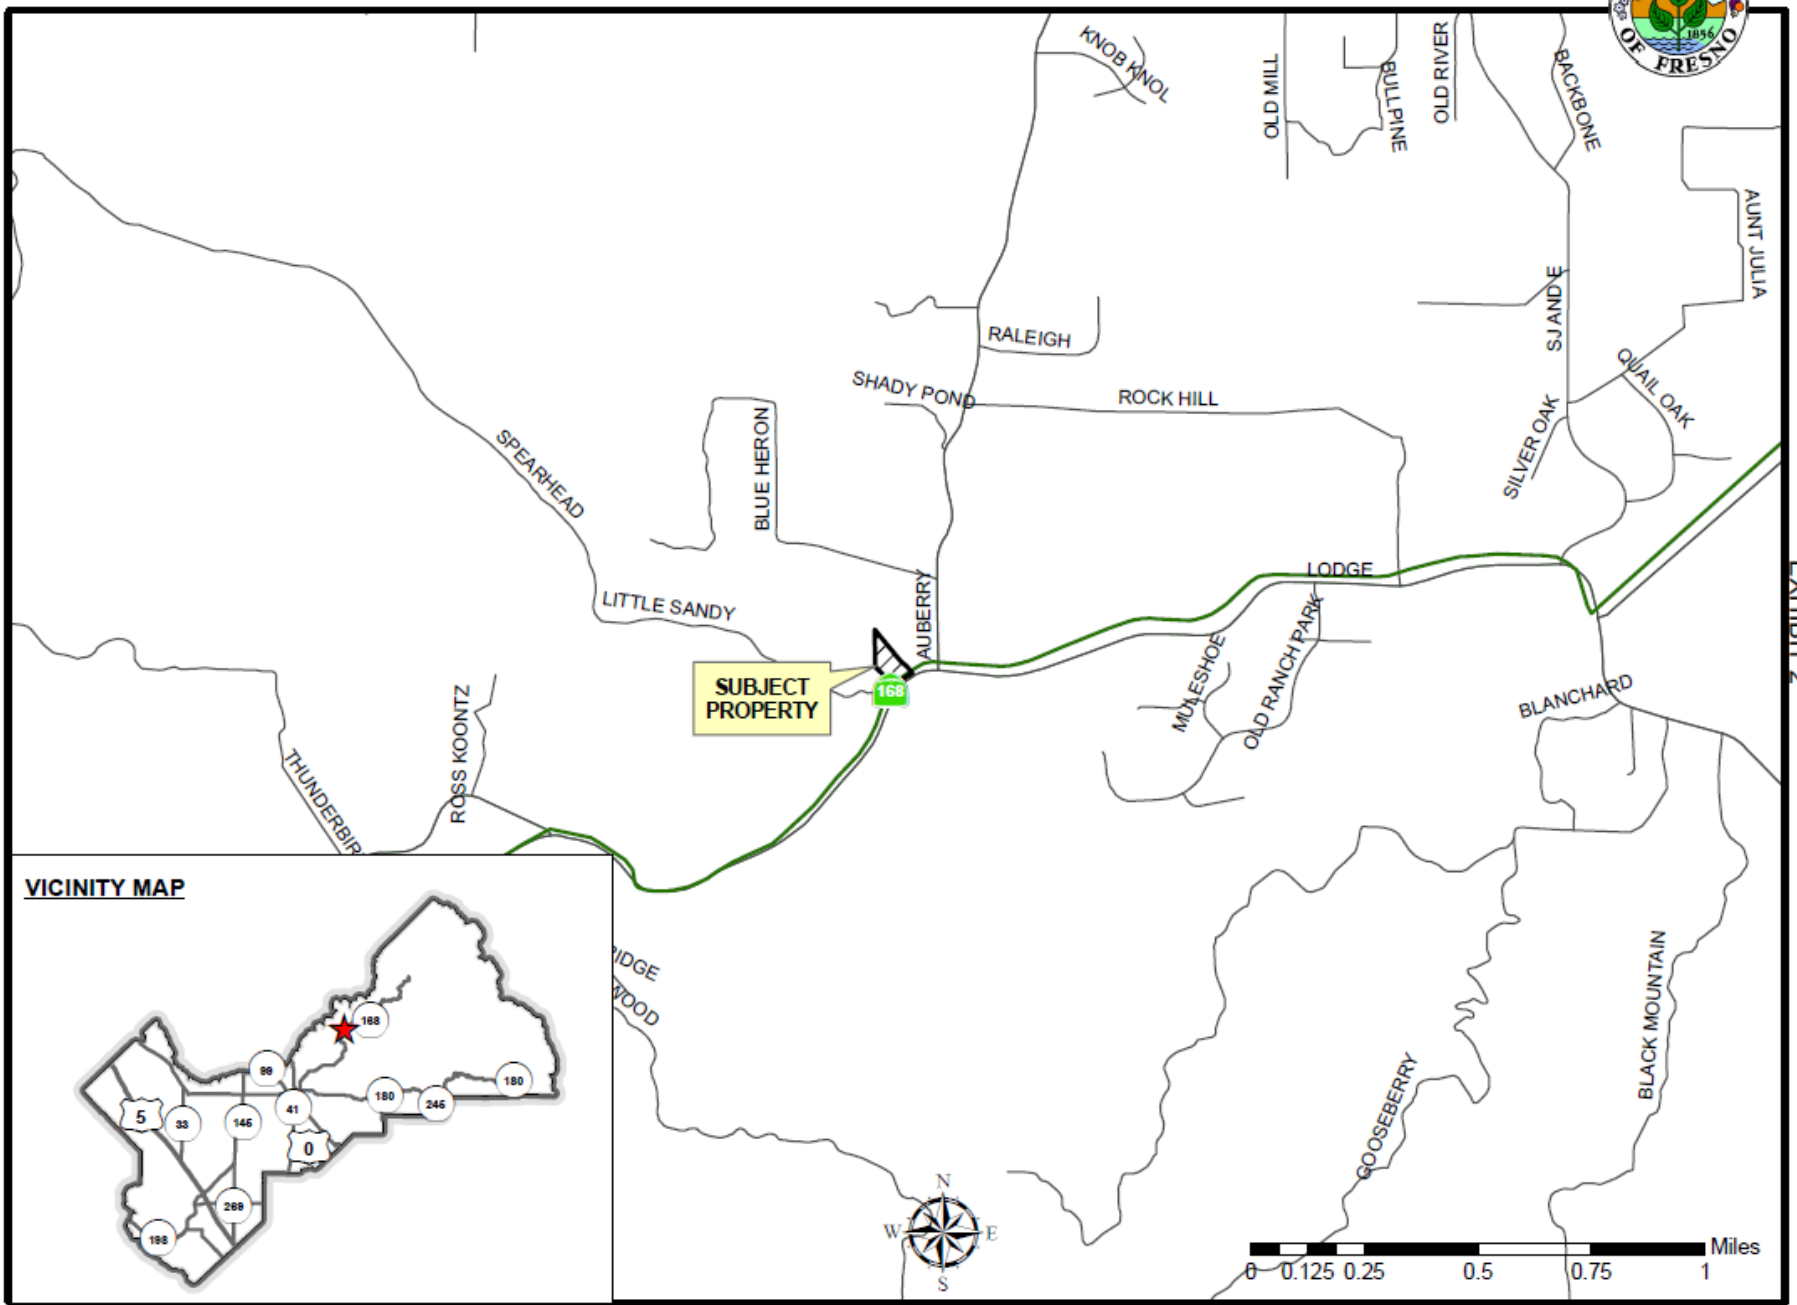 1856
OF FRESNO
KNOB KNOL
OLD MILL
BULLPINE
OLD RIVER
BACKBONE
AUNT JULIA
SJ AND E
RALEIGH
QUAIL OAK
SHADY POND
ROCK HILL
SILVER OAK
BLUE HERON
SPEARHEAD
LODGE
AUBERRY
LITTLE SANDY
OLD RANCH PARK
MULESHOE
SUBJECT
PROPERTY
168
BLANCHARD
ROSS KOONTZ
THUNDERBIR
VICINITY MAP
IDGE
WOOD
BLACK MOUNTAIN
GOOSEBERRY
168
99
180
180
245
5
33
145
41
0
269
198
N
W
E
S
Miles
0 0.125 0.25 0.5 0.75 1